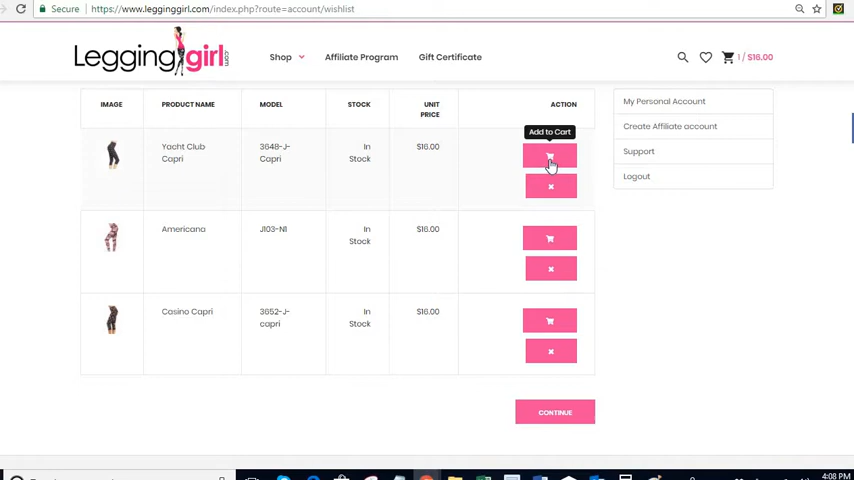 Secure https://www.legginggirl.com/index.php?route=account/wishlist
Legginggirl.com
Shop Affiliate Program Gift Certificate 1 / $16.00
IMAGE PRODUCT NAME MODEL STOCK UNIT PRICE ACTION
My Personal Account
Create Affiliate account
Support
Logout
Add to Cart
Yacht Club Capri 3648-J-Capri In Stock $16.00
Americana J103-N1 In Stock $16.00
Casino Capri 3652-J-capri In Stock $16.00
CONTINUE
4:08 PM